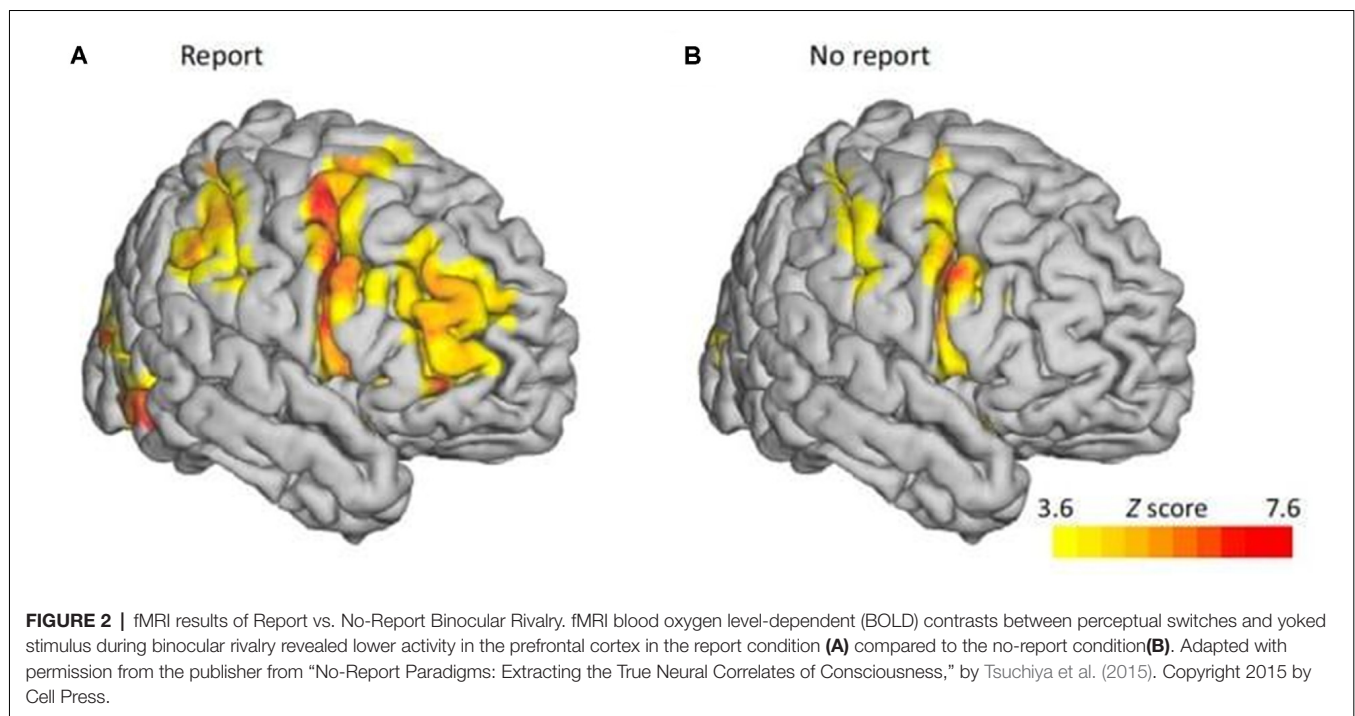 A Report
B No report
3.6 Z score 7.6
FIGURE 2 | fMRI results of Report vs. No-Report Binocular Rivalry. fMRI blood oxygen level-dependent (BOLD) contrasts between perceptual switches and yoked
stimulus during binocular rivalry revealed lower activity in the prefrontal cortex in the report condition (A) compared to the no-report condition(B). Adapted with
permission from the publisher from “No-Report Paradigms: Extracting the True Neural Correlates of Consciousness,” by Tsuchiya et al. (2015). Copyright 2015 by
Cell Press.